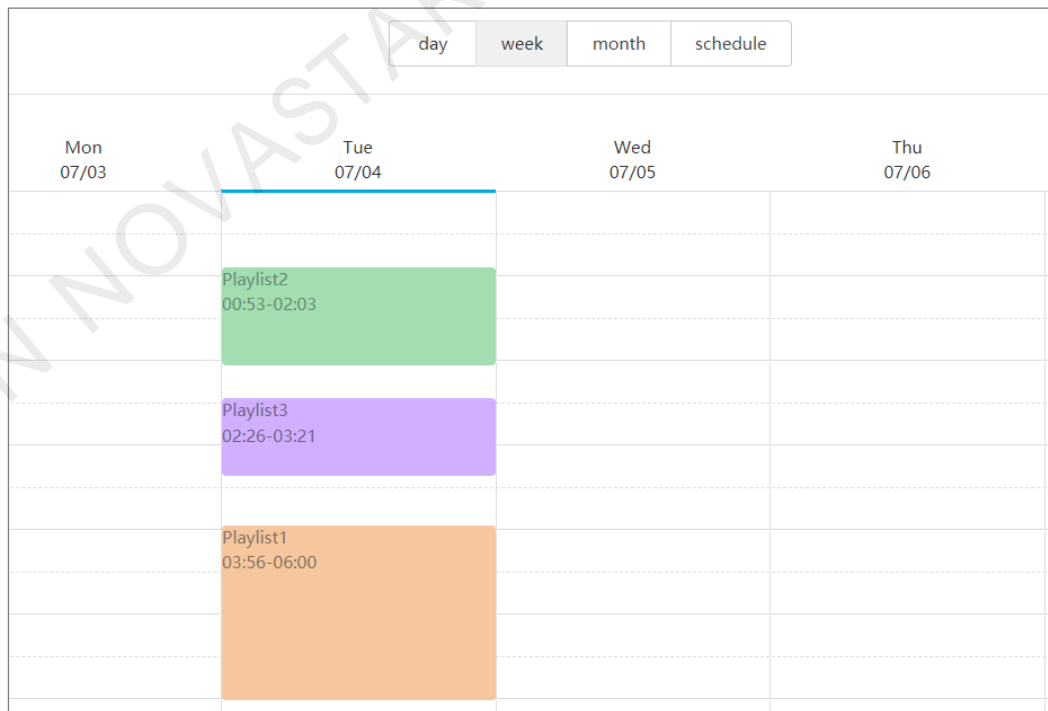 day week month schedule
Mon Tue Wed Thu
07/03 07/04 07/05 07/06
Playlist2
00:53-02:03
Playlist3
02:26-03:21
Playlist1
03:56-06:00
N NOVASTAR